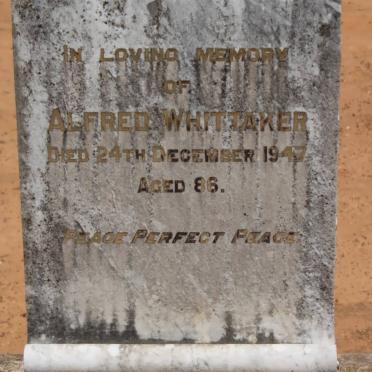 IN LOVING MEMORY
OF
ALFRED WHITTAKER
DIED 24TH DECEMBER 1947
AGED 86.
PEACE PERFECT PEACE.